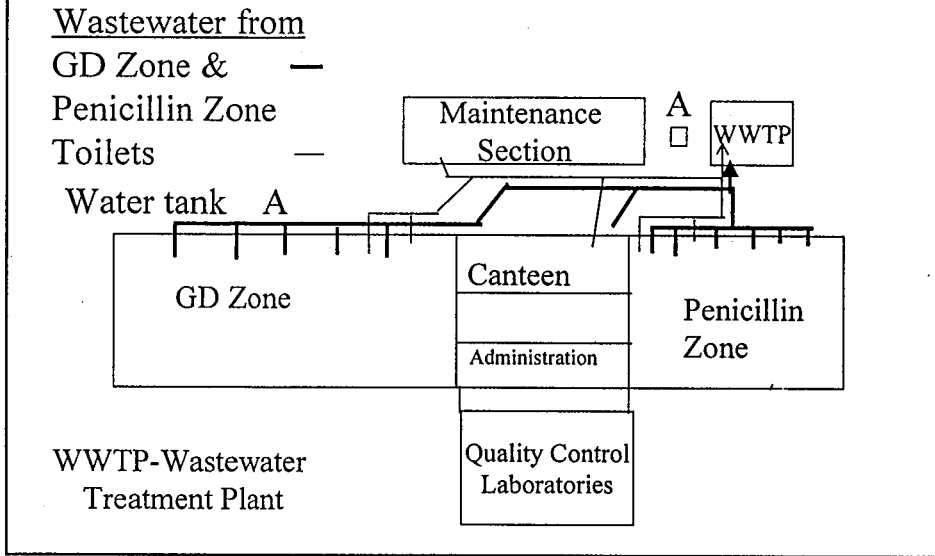 Wastewater from
GD Zone &
Penicillin Zone
Toilets
Water tank A
Maintenance
Section
A
WWTP
GD Zone
Canteen
Administration
Penicillin
Zone
Quality Control
Laboratories
WWTP-Wastewater
Treatment Plant